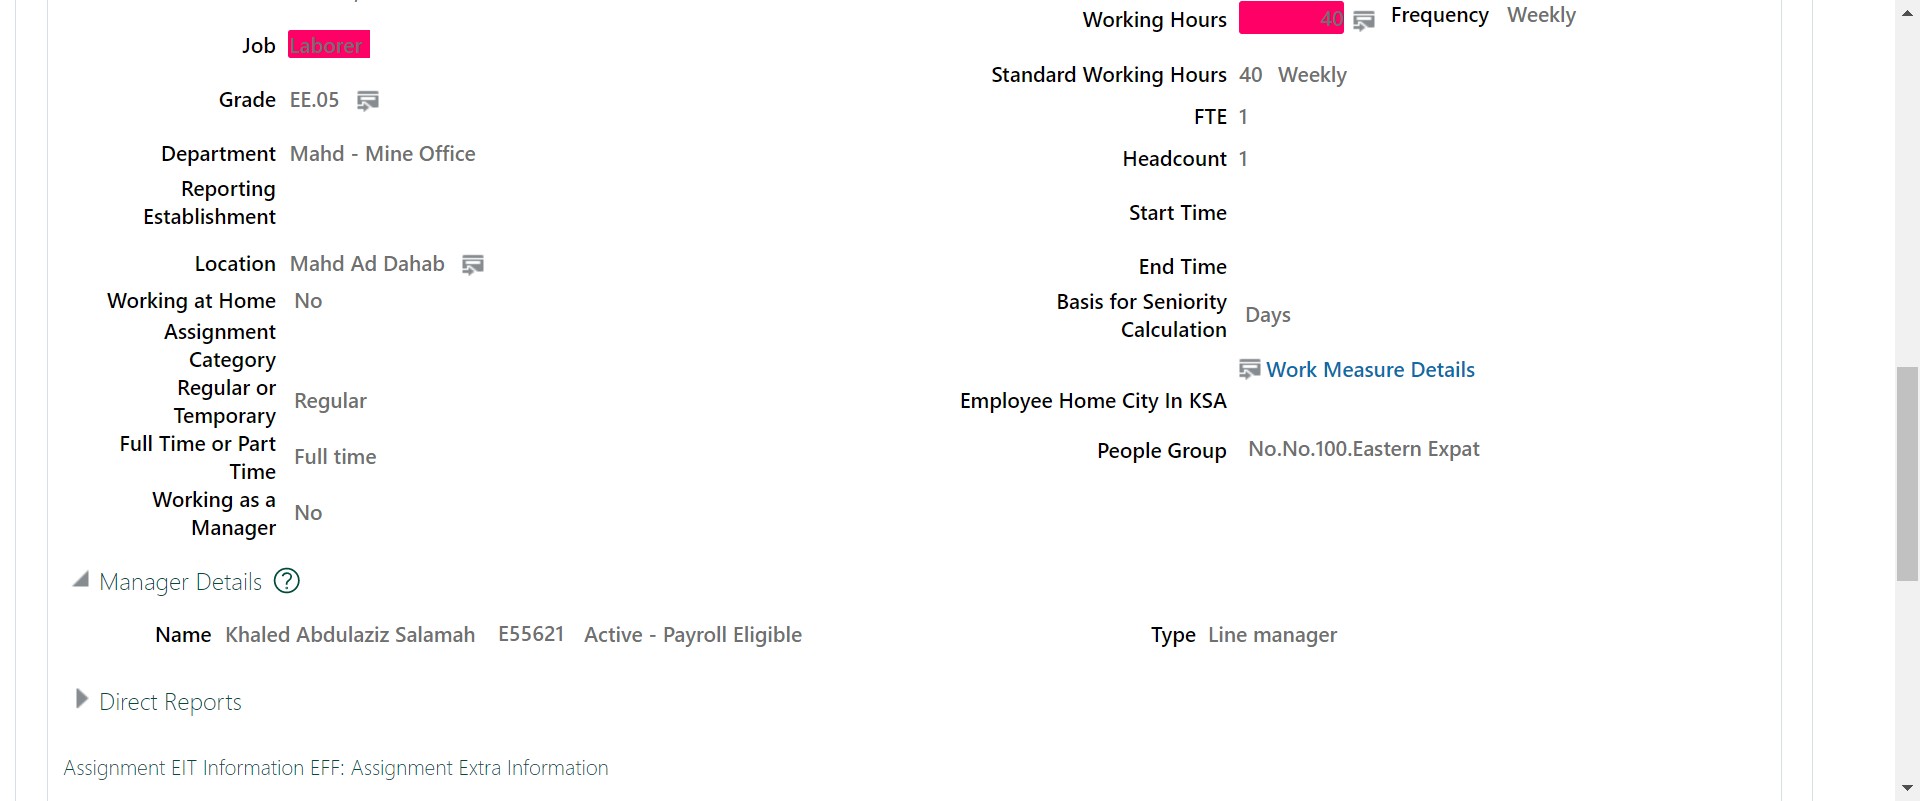 Job Laborer
Grade EE.05
Department Mahd - Mine Office
Reporting
Establishment
Location Mahd Ad Dahab
Working at Home No
Assignment
Category
Regular or
Temporary Regular
Full Time or Part
Time Full time
Working as a
Manager No
Working Hours 40 Frequency Weekly
Standard Working Hours 40 Weekly
FTE 1
Headcount 1
Start Time
End Time
Basis for Seniority
Calculation Days
Work Measure Details
Employee Home City In KSA
People Group No.No.100.Eastern Expat
Manager Details ?
Name Khaled Abdulaziz Salamah E55621 Active - Payroll Eligible Type Line manager
Direct Reports
Assignment EIT Information EFF: Assignment Extra Information